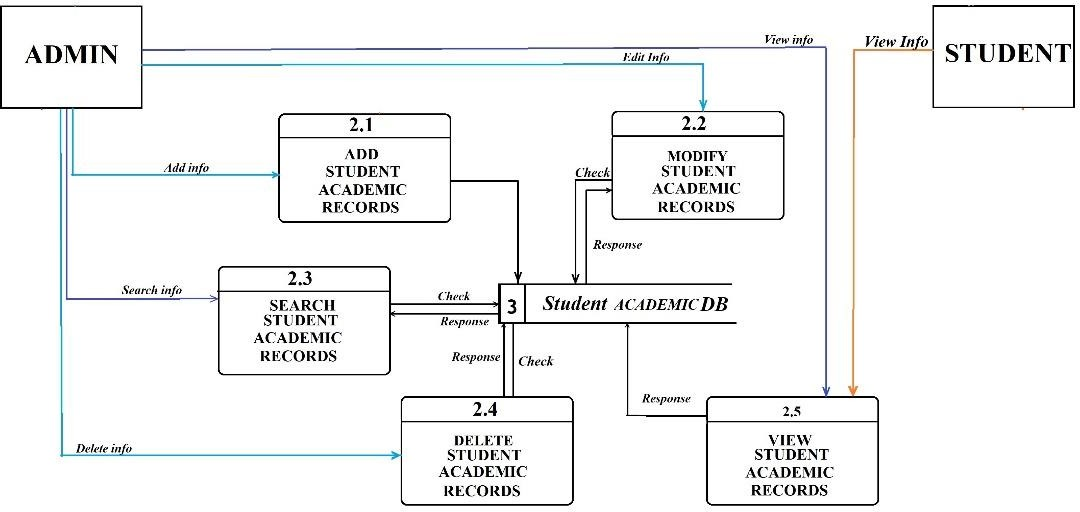 ADMIN
STUDENT
View info
View Info
Edit Info
2.1
ADD
STUDENT
ACADEMIC
RECORDS
2.2
MODIFY
STUDENT
ACADEMIC
RECORDS
Add info
Check
Response
2.3
SEARCH
STUDENT
ACADEMIC
RECORDS
Search info
Check
Response
3
Student ACADEMIC DB
Response
Check
Response
2.4
DELETE
STUDENT
ACADEMIC
RECORDS
Delete info
2.5
VIEW
STUDENT
ACADEMIC
RECORDS